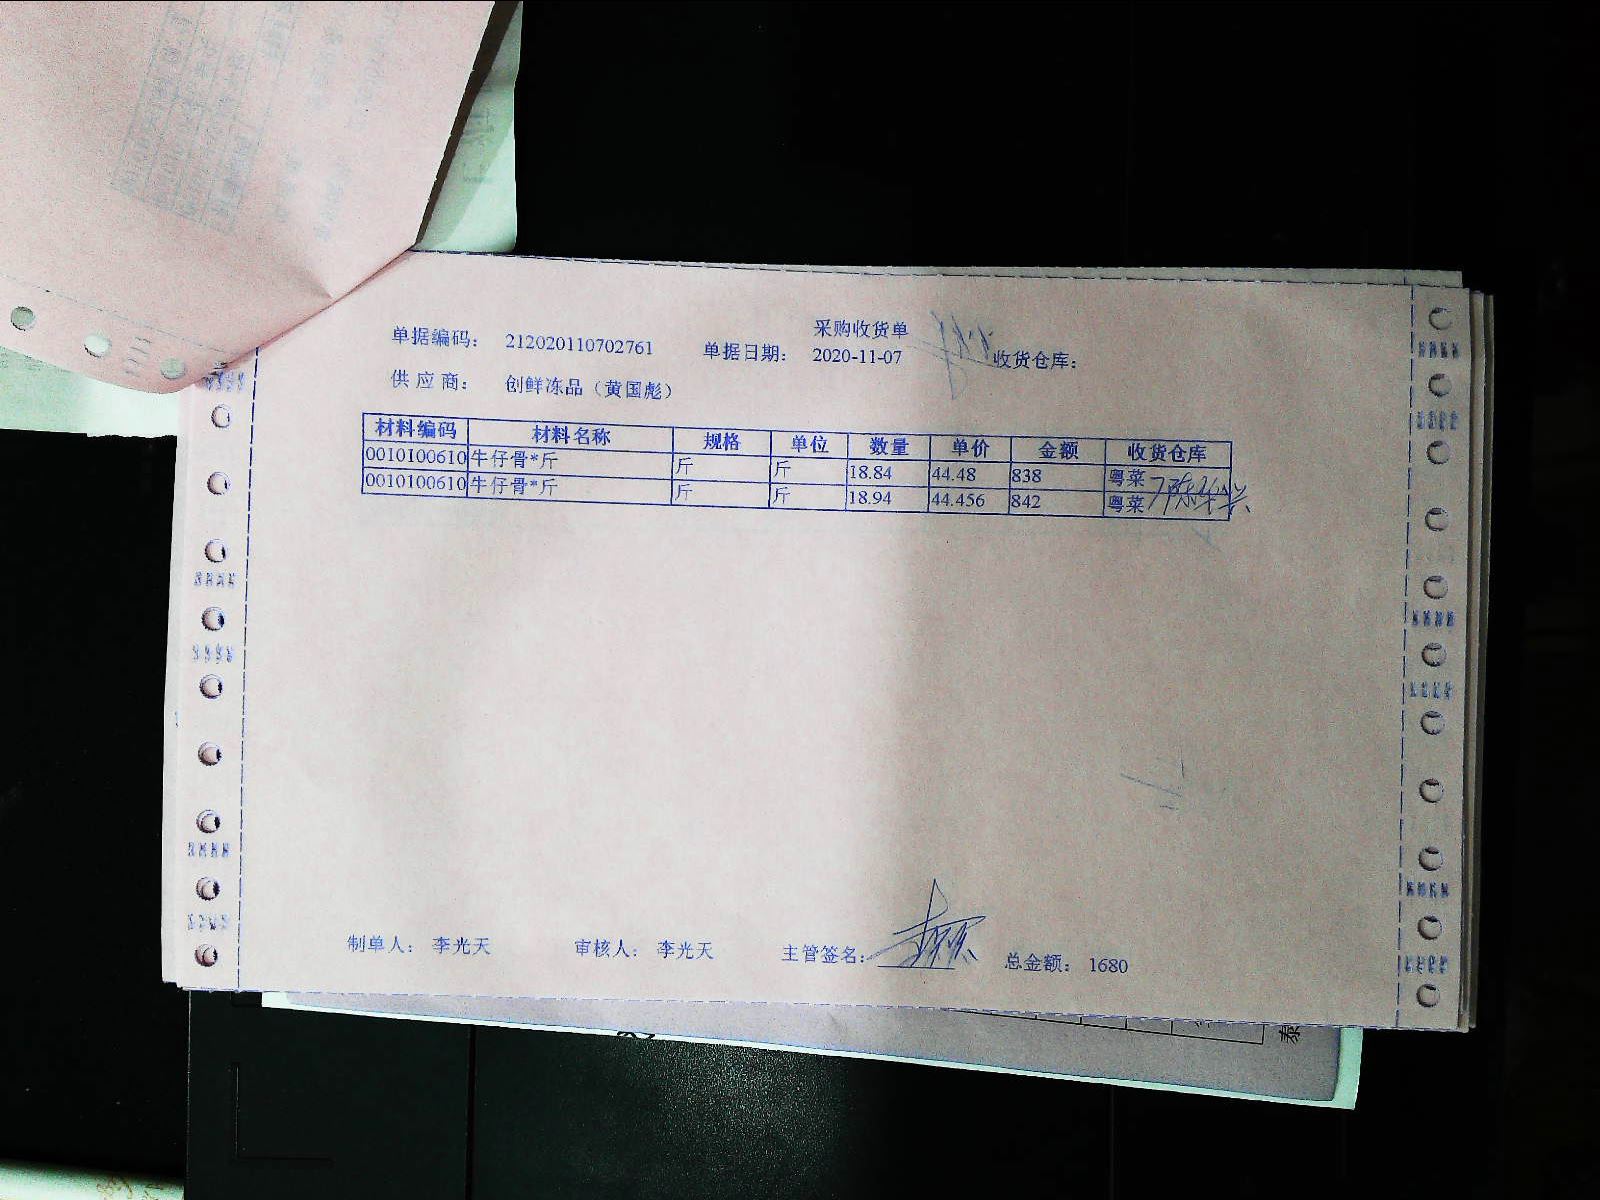 采购收货单
单据编码： 212020110702761 单据日期： 2020-11-07 收货仓库：
供应商： 创鲜冻品（黄国彪）
材料编码 材料名称 规格 单位 数量 单价 金额 收货仓库
0010100610 牛仔骨*斤 斤 斤 18.84 44.48 838 粤菜
0010100610 牛仔骨*斤 斤 斤 18.94 44.456 842 粤菜
制单人： 李光天 审核人： 李光天 主管签名： 总金额： 1680